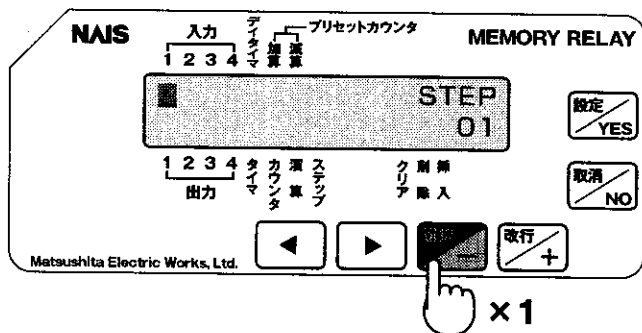 NAIS
入力
1 2 3 4
デイタイマ
加算
減算
プリセットカウンタ
MEMORY RELAY
STEP
01
設定/YES
1 2 3 4
出力
タイマ
カウンタ
演算
ステップ
クリア
削除
挿入
取消/NO
◀
▶
−
改行/+
Matsushita Electric Works, Ltd.
×1